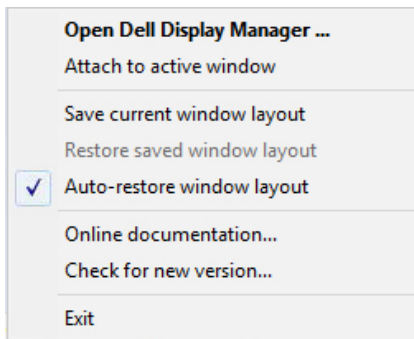 Open Dell Display Manager ...
Attach to active window
Save current window layout
Restore saved window layout
Auto-restore window layout
Online documentation...
Check for new version...
Exit